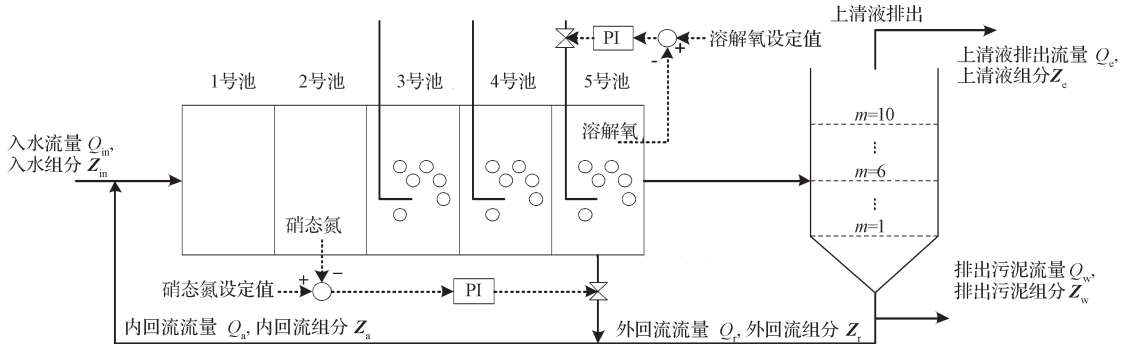 上清液排出
PI
溶解氧设定值
+
-
上清液排出流量 Qe,
上清液组分Ze
1号池
2号池
3号池
4号池
5号池
溶解氧
m=10
⋮
m=6
⋮
m=1
入水流量 Qin,
入水组分 Zin
硝态氮
+
−
硝态氮设定值
PI
排出污泥流量 Qw,
排出污泥组分 Zw
内回流流量 Qa, 内回流组分 Za
外回流流量 Qr, 外回流组分 Zr